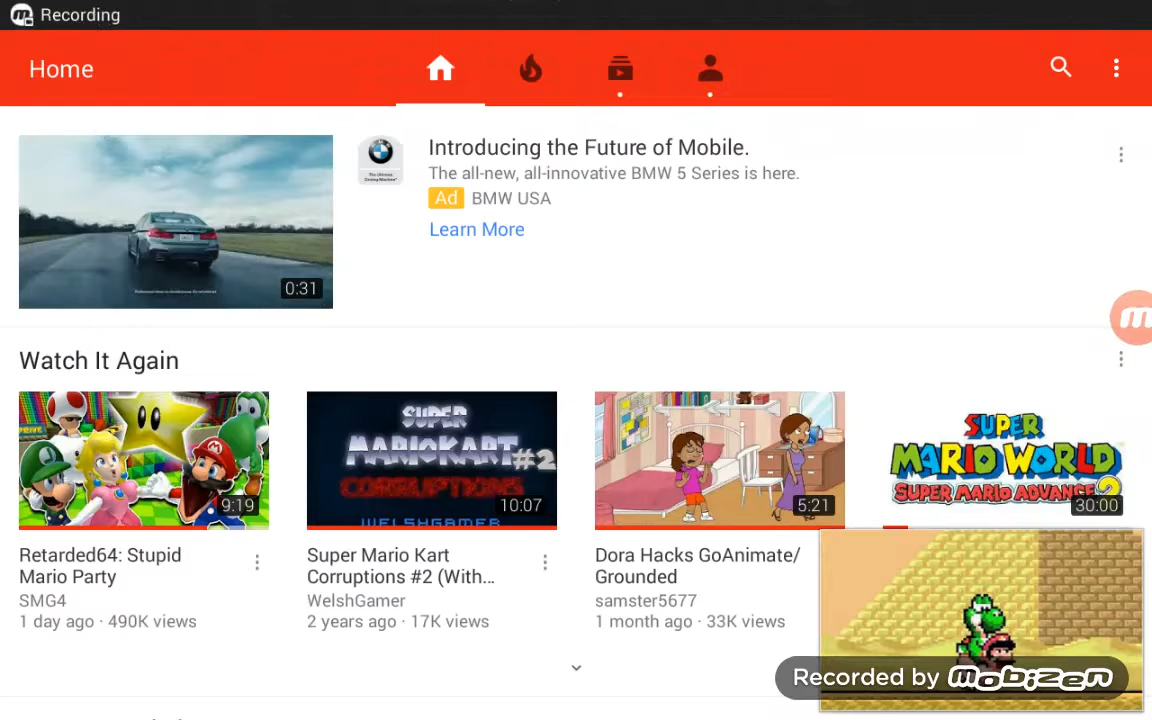 Recording
Home
Introducing the Future of Mobile.
The all-new, all-innovative BMW 5 Series is here.
Ad BMW USA
Learn More
0:31
Watch It Again
SUPER
MARIOKART
#2
CORRUPTIONS
WELSHGAMER
SUPER
MARIO WORLD
SUPER MARIO ADVANCE 2
9:19
10:07
5:21
30:00
Retarded64: Stupid
Mario Party
SMG4
1 day ago · 490K views
Super Mario Kart
Corruptions #2 (With...
WelshGamer
2 years ago · 17K views
Dora Hacks GoAnimate/
Grounded
samster5677
1 month ago · 33K views
Recorded by mobizen